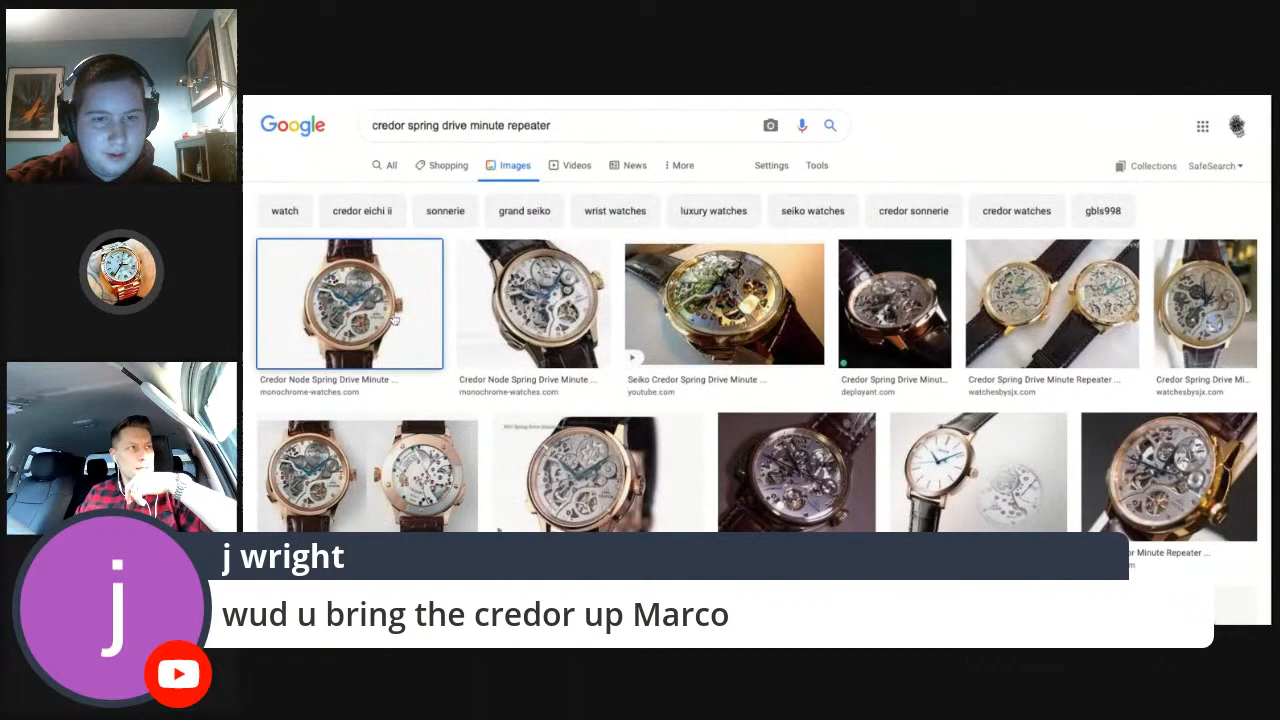 Google
credor spring drive minute repeater
All Shopping Images Videos News More Settings Tools Collections SafeSearch
watch credor eichi ii sonnerie grand seiko wrist watches luxury watches seiko watches credor sonnerie credor watches gbls998
Credor Node Spring Drive Minute ...
monochrome-watches.com
Credor Node Spring Drive Minute ...
monochrome-watches.com
Seiko Credor Spring Drive Minute ...
youtube.com
Credor Spring Drive Minut...
deployant.com
Credor Spring Drive Minute Repeater ...
watchesbysjx.com
Credor Spring Drive Mi...
watchesbysjx.com
r Minute Repeater ...
m
j
j wright
wud u bring the credor up Marco